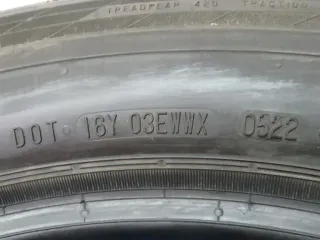 TREADWEAR 420 TRACTION
DOT 16Y 03EWWX 0522